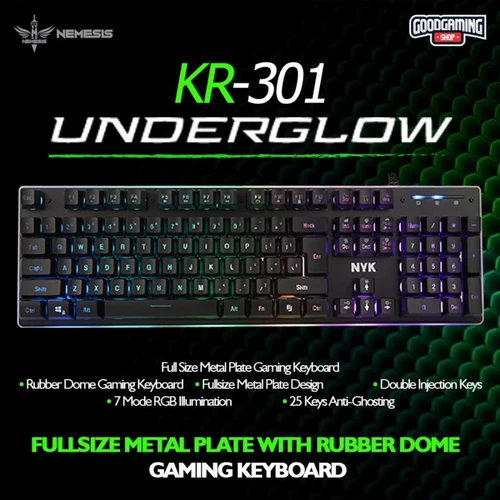 NEMESIS
NEMESIS
GOODGAMING
SHOP
KR-301
UNDERGLOW
NYK
Full Size Metal Plate Gaming Keyboard
• Rubber Dome Gaming Keyboard • Fullsize Metal Plate Design • Double Injection Keys
• 7 Mode RGB Illumination • 25 Keys Anti-Ghosting
FULLSIZE METAL PLATE WITH RUBBER DOME
GAMING KEYBOARD